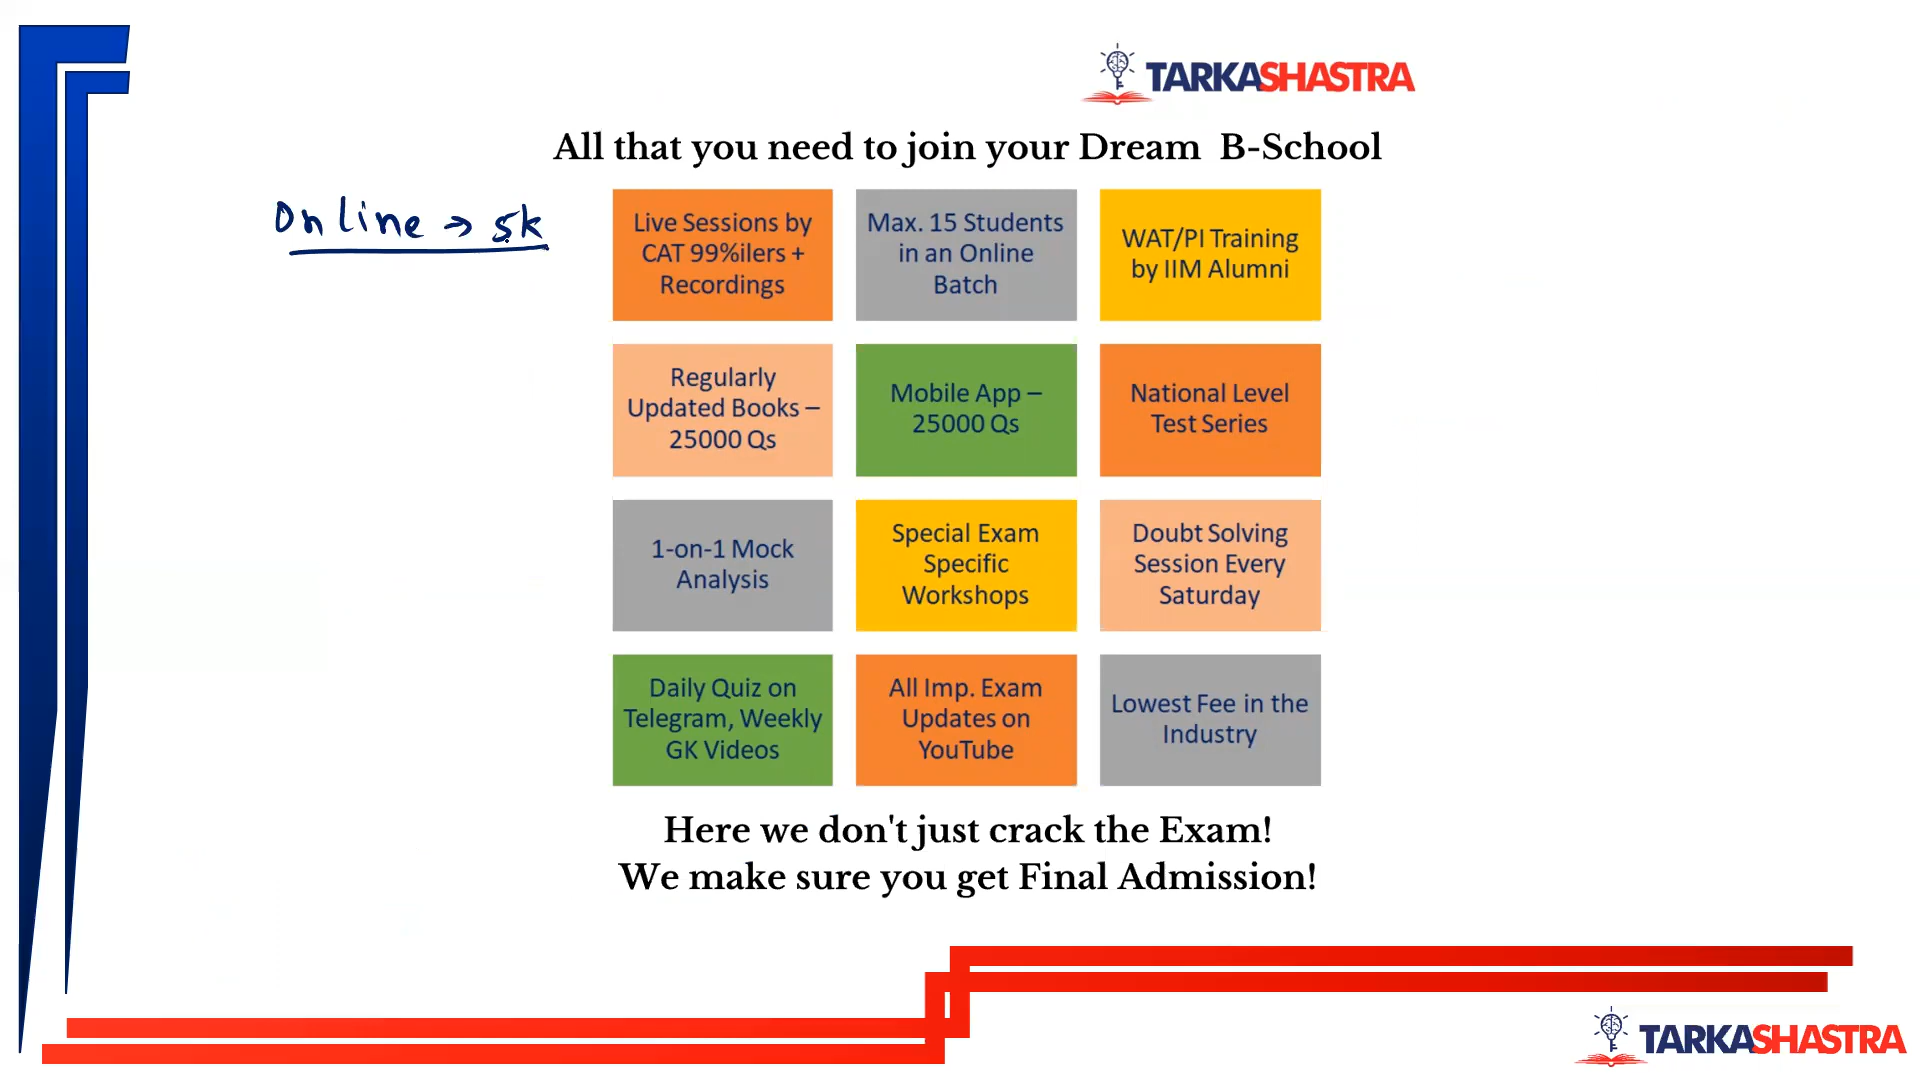 TARKASHASTRA
All that you need to join your Dream B-School
Online → 5k
Live Sessions by
CAT 99%ilers +
Recordings
Max. 15 Students
in an Online
Batch
WAT/PI Training
by IIM Alumni
Regularly
Updated Books –
25000 Qs
Mobile App –
25000 Qs
National Level
Test Series
1-on-1 Mock
Analysis
Special Exam
Specific
Workshops
Doubt Solving
Session Every
Saturday
Daily Quiz on
Telegram, Weekly
GK Videos
All Imp. Exam
Updates on
YouTube
Lowest Fee in the
Industry
Here we don't just crack the Exam!
We make sure you get Final Admission!
TARKASHASTRA